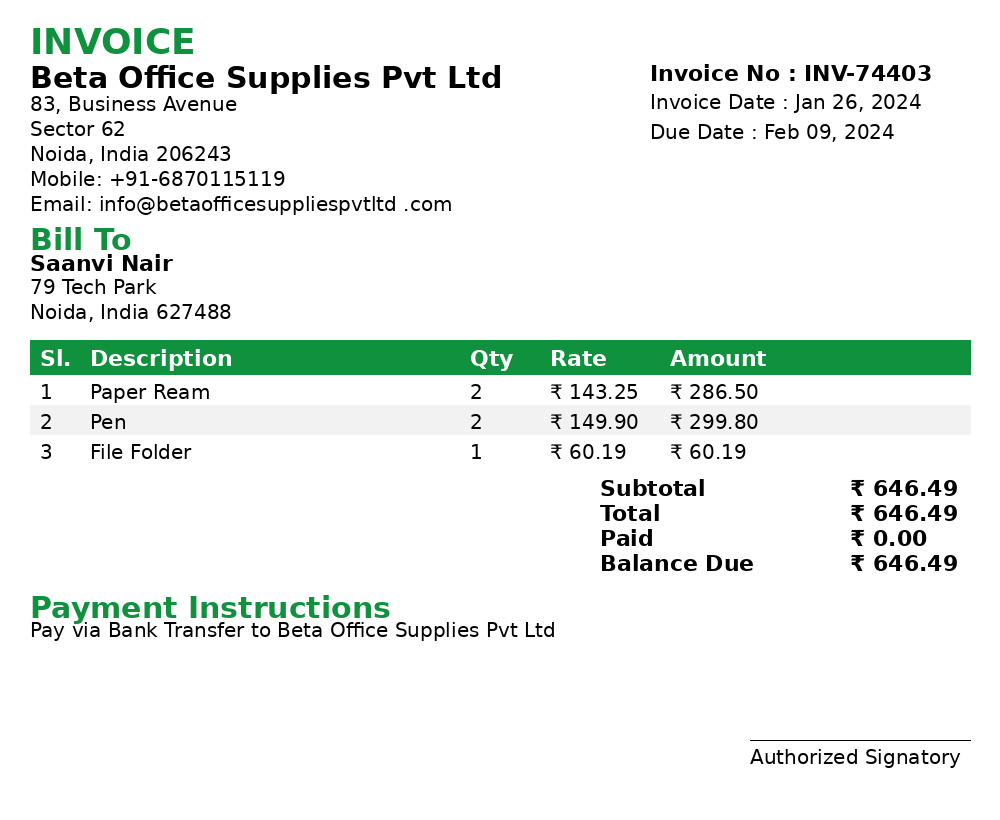 INVOICE
Beta Office Supplies Pvt Ltd
83, Business Avenue
Sector 62
Noida, India 206243
Mobile: +91-6870115119
Email: info@betaofficesuppliespvtltd .com
Invoice No : INV-74403
Invoice Date : Jan 26, 2024
Due Date : Feb 09, 2024
Bill To
Saanvi Nair
79 Tech Park
Noida, India 627488
Sl. Description Qty Rate Amount
1 Paper Ream 2 ₹ 143.25 ₹ 286.50
2 Pen 2 ₹ 149.90 ₹ 299.80
3 File Folder 1 ₹ 60.19 ₹ 60.19
Subtotal ₹ 646.49
Total ₹ 646.49
Paid ₹ 0.00
Balance Due ₹ 646.49
Payment Instructions
Pay via Bank Transfer to Beta Office Supplies Pvt Ltd
Authorized Signatory